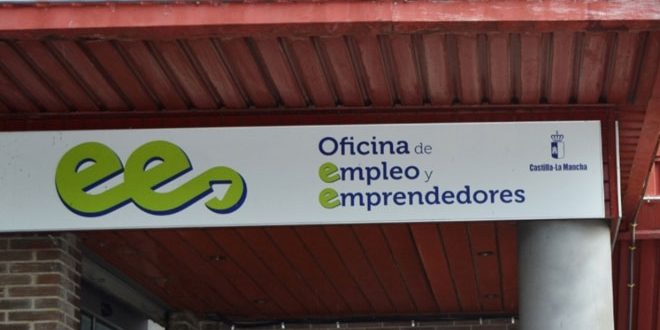 ee
Oficina de
empleo y
emprendedores
Castilla-La Mancha